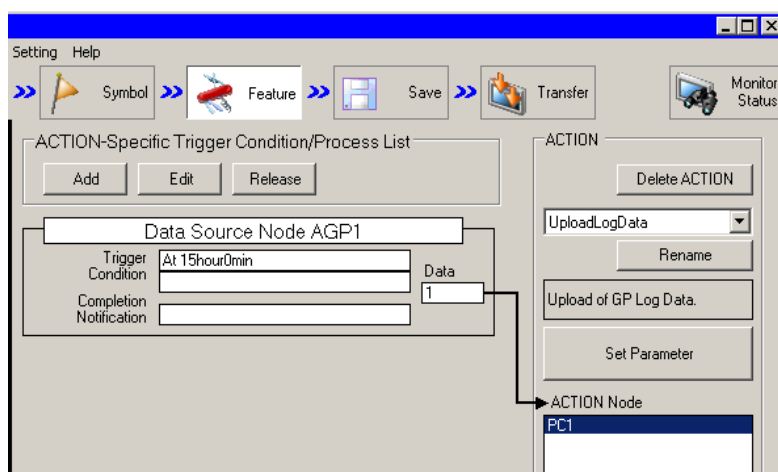 Setting Help
Symbol Feature Save Transfer Monitor Status
ACTION-Specific Trigger Condition/Process List
Add Edit Release
Data Source Node AGP1
Trigger Condition At 15hour0min
Data
1
Completion Notification
ACTION
Delete ACTION
UploadLogData
Rename
Upload of GP Log Data.
Set Parameter
ACTION Node
PC1